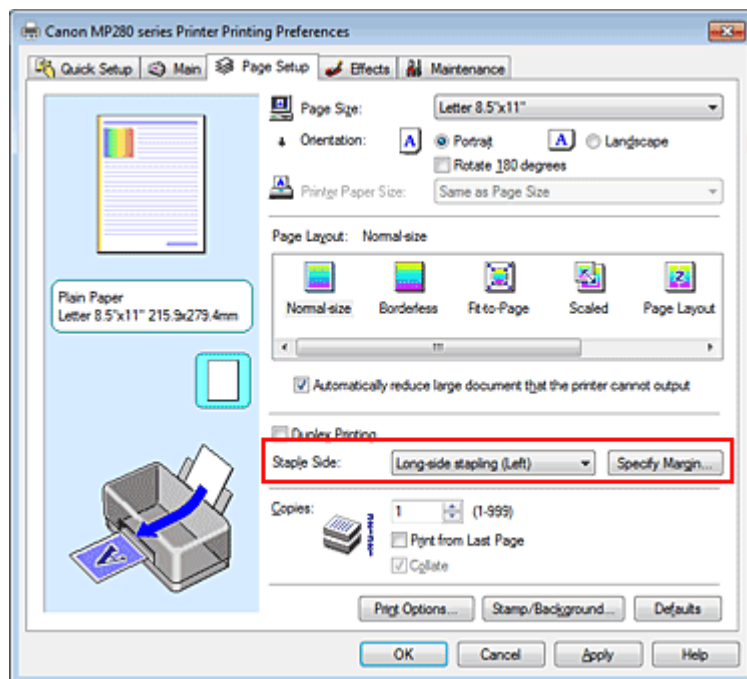 Canon MP280 series Printer Printing Preferences
Quick Setup Main Page Setup Effects Maintenance
Page Size: Letter 8.5"x11"
Orientation: A Portrait A Landscape
Rotate 180 degrees
Printer Paper Size: Same as Page Size
Page Layout: Normal-size
Normal-size Borderless Fit-to-Page Scaled Page Layout
Plain Paper
Letter 8.5"x11" 215.9x279.4mm
Automatically reduce large document that the printer cannot output
Duplex Printing
Staple Side: Long-side stapling (Left) Specify Margin...
Copies: 1 (1-999)
Print from Last Page
Collate
Print Options... Stamp/Background... Defaults
OK Cancel Apply Help